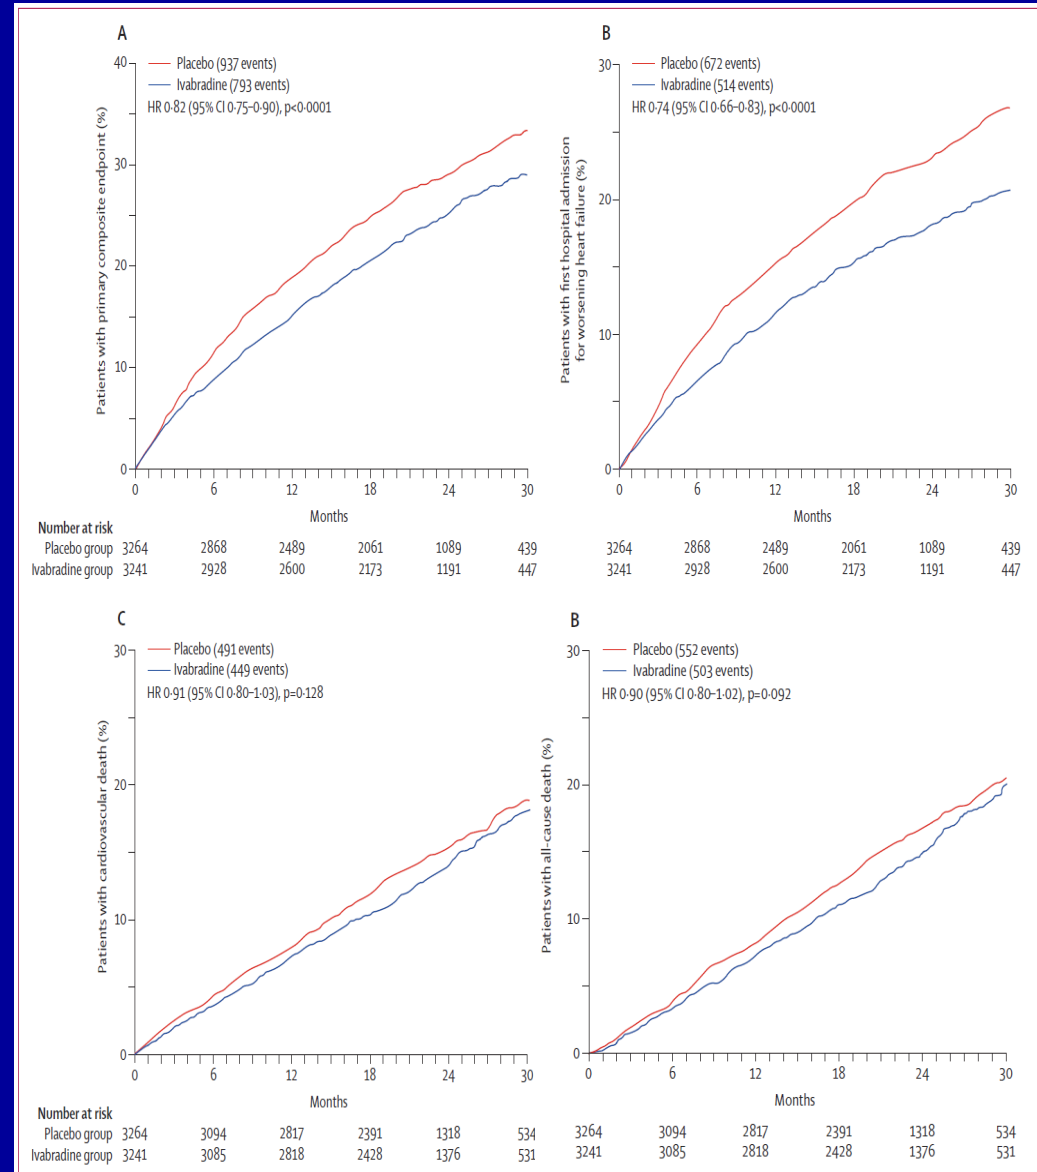 A
40
Placebo (937 events)
Ivabradine (793 events)
HR 0·82 (95% CI 0·75–0·90), p<0·0001
30
20
10
0
Patients with primary composite endpoint (%)
0 6 12 18 24 30
Months
Number at risk
Placebo group 3264 2868 2489 2061 1089 439
Ivabradine group 3241 2928 2600 2173 1191 447
B
30
Placebo (672 events)
Ivabradine (514 events)
HR 0·74 (95% CI 0·66–0·83), p<0·0001
20
10
0
Patients with first hospital admission
for worsening heart failure (%)
0 6 12 18 24 30
Months
3264 2868 2489 2061 1089 439
3241 2928 2600 2173 1191 447
C
30
Placebo (491 events)
Ivabradine (449 events)
HR 0·91 (95% CI 0·80–1·03), p=0·128
20
10
0
Patients with cardiovascular death (%)
0 6 12 18 24 30
Months
Number at risk
Placebo group 3264 3094 2817 2391 1318 534
Ivabradine group 3241 3085 2818 2428 1376 531
B
30
Placebo (552 events)
Ivabradine (503 events)
HR 0·90 (95% CI 0·80–1·02), p=0·092
20
10
0
Patients with all-cause death (%)
0 6 12 18 24 30
Months
3264 3094 2817 2391 1318 534
3241 3085 2818 2428 1376 531